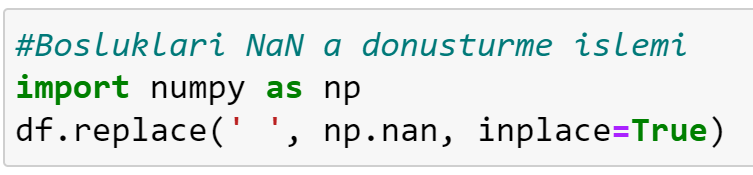 #Bosluklari NaN a donusturme islemi
import numpy as np
df.replace(' ', np.nan, inplace=True)